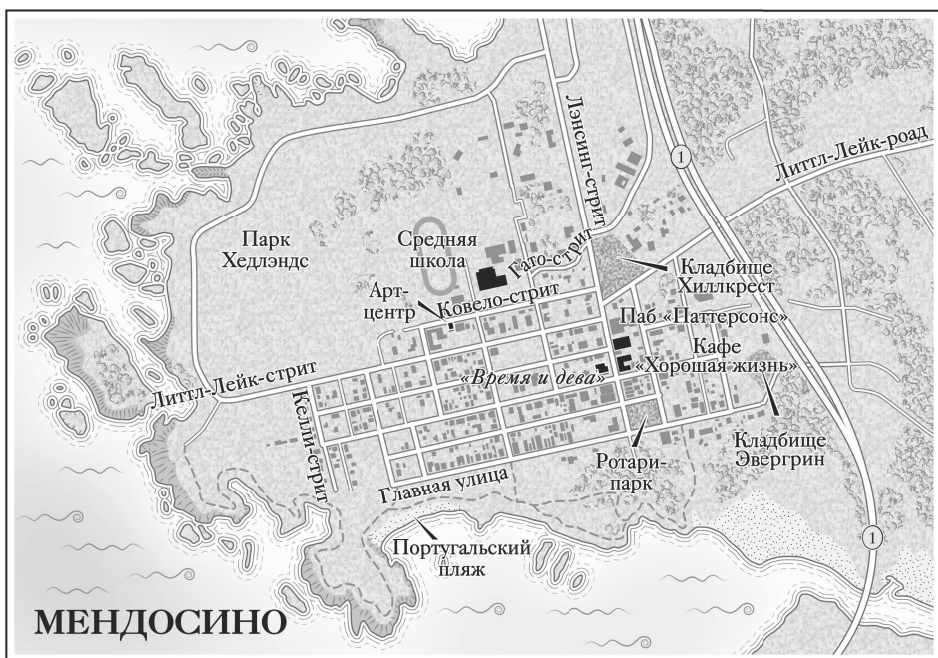 Лэнсинг-стрит
1
Литтл-Лейк-роад
Парк
Хедлэндс
Средняя
школа
Гато-стрит
Кладбище
Хиллкрест
Арт-
центр
Ковело-стрит
Паб «Паттерсонс»
Кафе
«Хорошая жизнь»
«Время и дева»
Литтл-Лейк-стрит
Келли-стрит
Кладбище
Эвергрин
Ротари-
парк
Главная улица
Португальский
пляж
1
МЕНДОСИНО